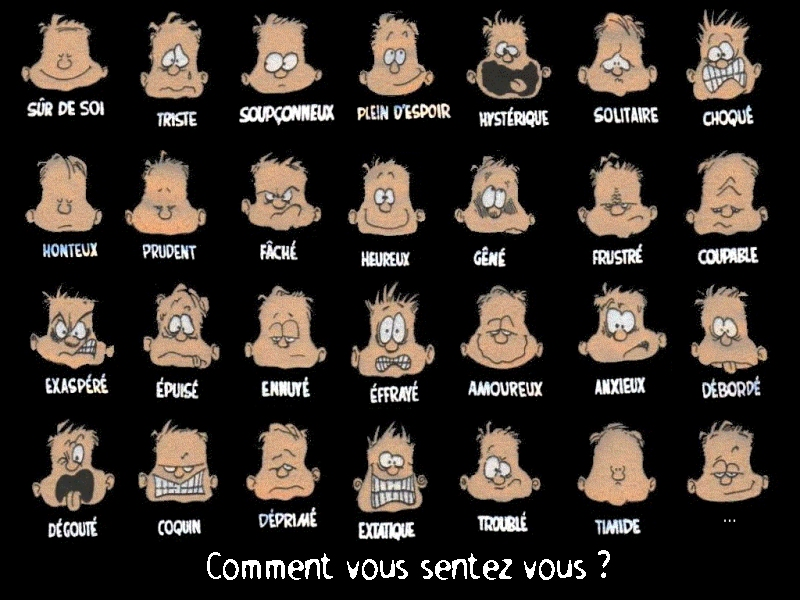 SÛR DE SOI
TRISTE
SOUPÇONNEUX
PLEIN D'ESPOIR
HYSTÉRIQUE
SOLITAIRE
CHOQUÉ
HONTEUX
PRUDENT
FÂCHÉ
HEUREUX
GÊNÉ
FRUSTRÉ
COUPABLE
EXASPÉRÉ
ÉPUISÉ
ENNUYÉ
ÉFFRAYÉ
AMOUREUX
ANXIEUX
DÉBORDÉ
DÉGOUTÉ
COQUIN
DÉPRIMÉ
EXTATIQUE
TROUBLÉ
TIMIDE
...
Comment vous sentez vous ?